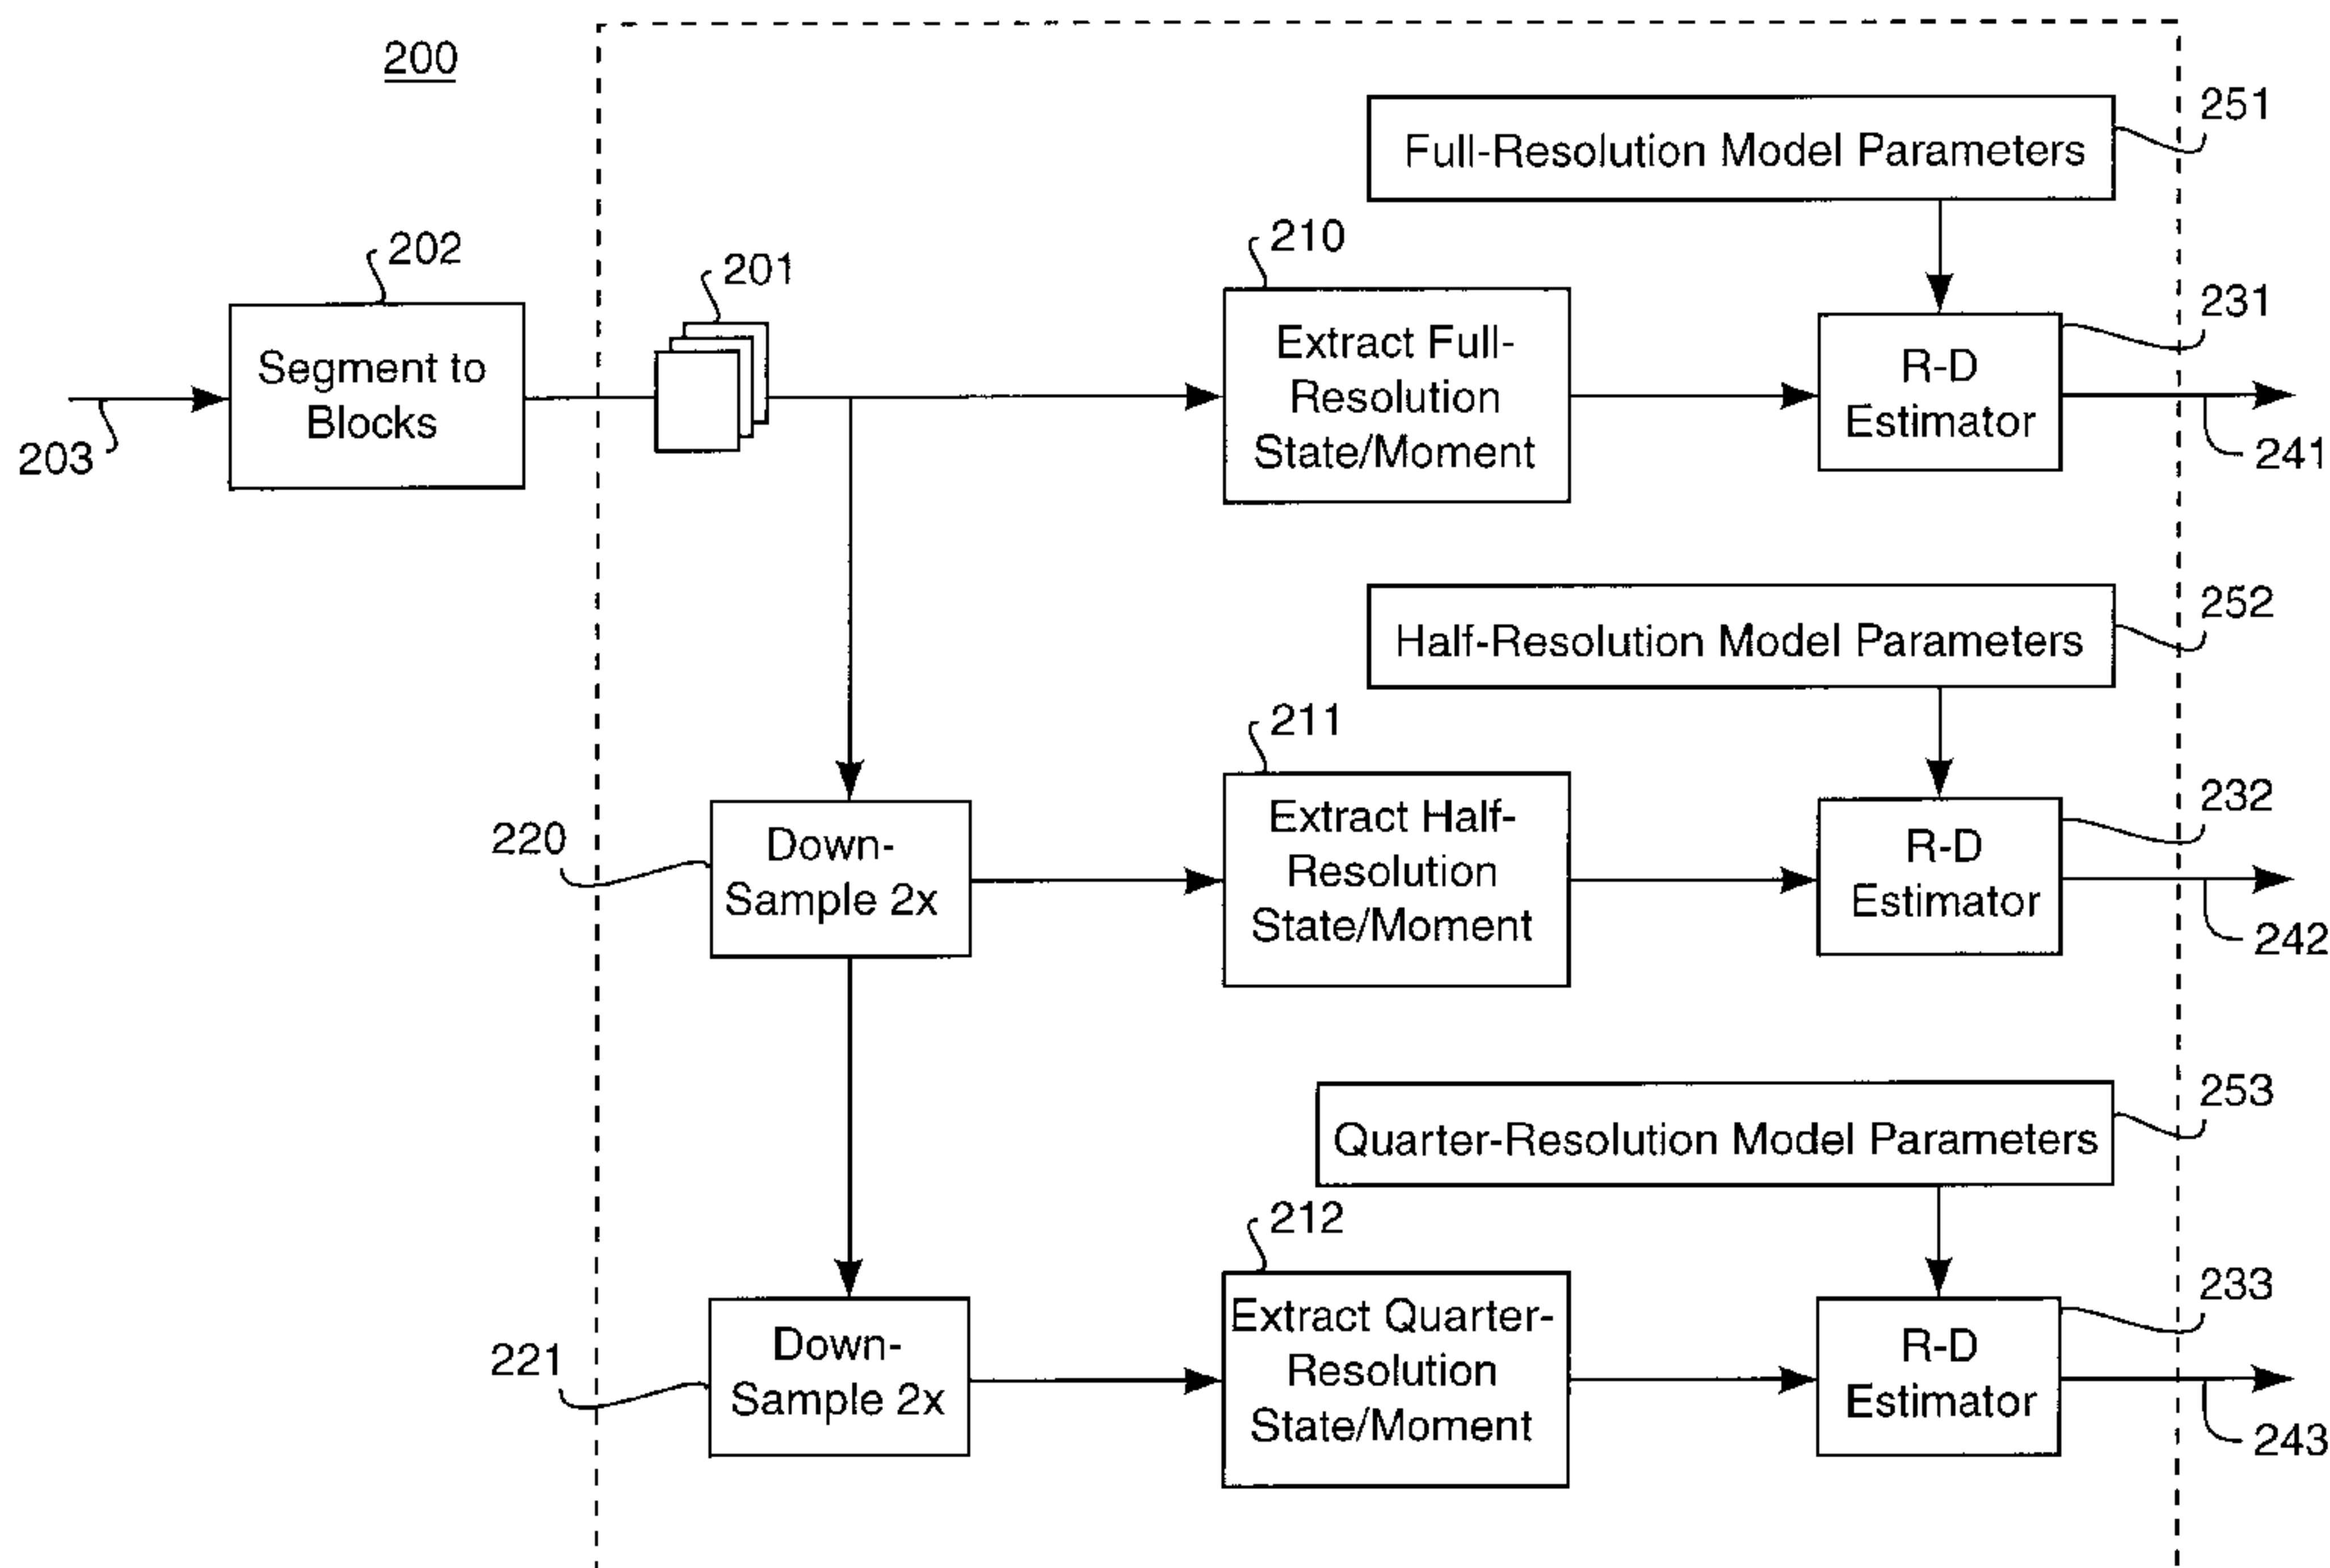 200
251
Full-Resolution Model Parameters
202
201
210
231
Segment to
Blocks
Extract Full-
Resolution
State/Moment
R-D
Estimator
203
241
252
Half-Resolution Model Parameters
211
232
220
Down-
Sample 2x
Extract Half-
Resolution
State/Moment
R-D
Estimator
242
253
Quarter-Resolution Model Parameters
212
233
221
Down-
Sample 2x
Extract Quarter-
Resolution
State/Moment
R-D
Estimator
243